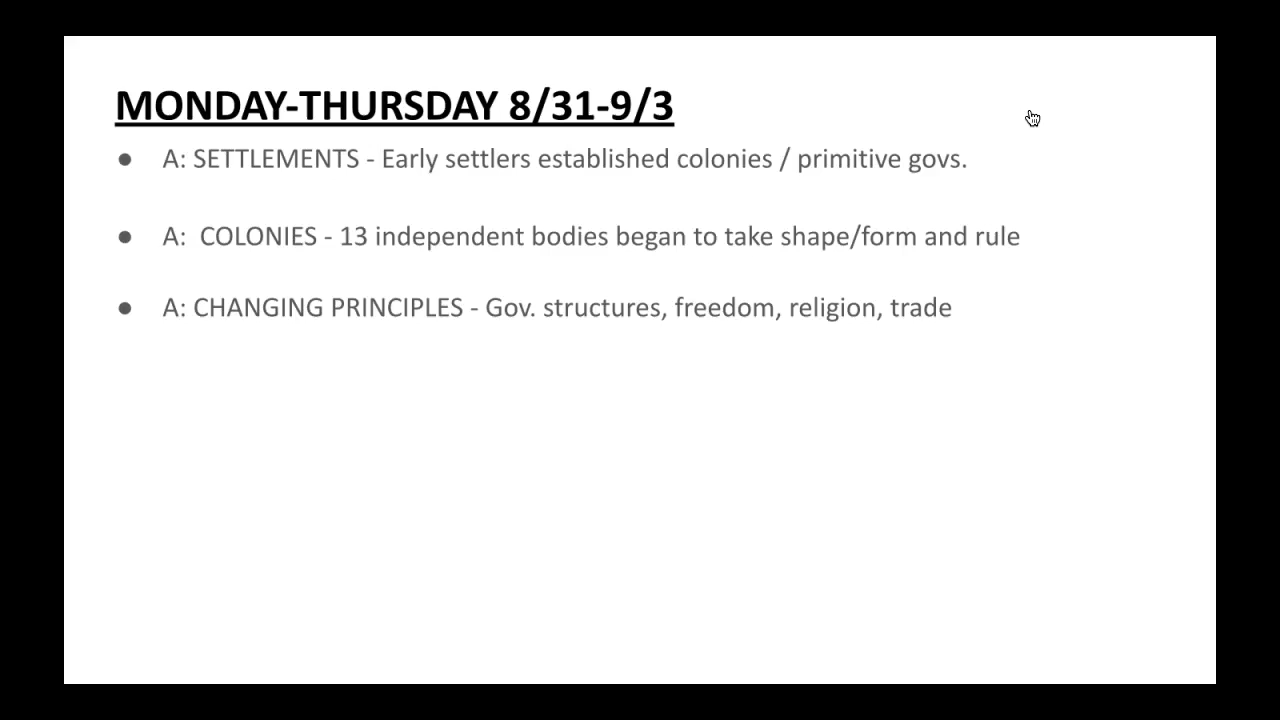 MONDAY-THURSDAY 8/31-9/3
● A: SETTLEMENTS - Early settlers established colonies / primitive govs.
● A:  COLONIES - 13 independent bodies began to take shape/form and rule
● A: CHANGING PRINCIPLES - Gov. structures, freedom, religion, trade